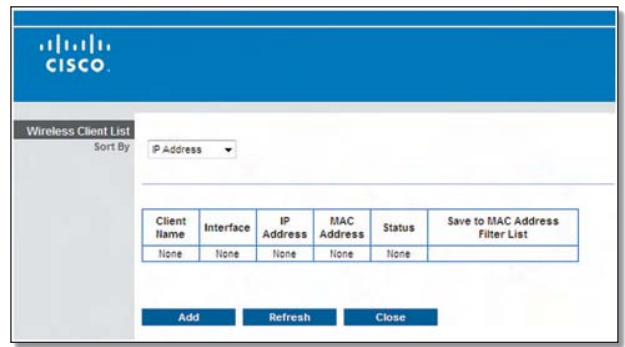 CISCO.
Wireless Client List
Sort By
IP Address
Client Name Interface IP Address MAC Address Status Save to MAC Address Filter List
None None None None None
Add Refresh Close